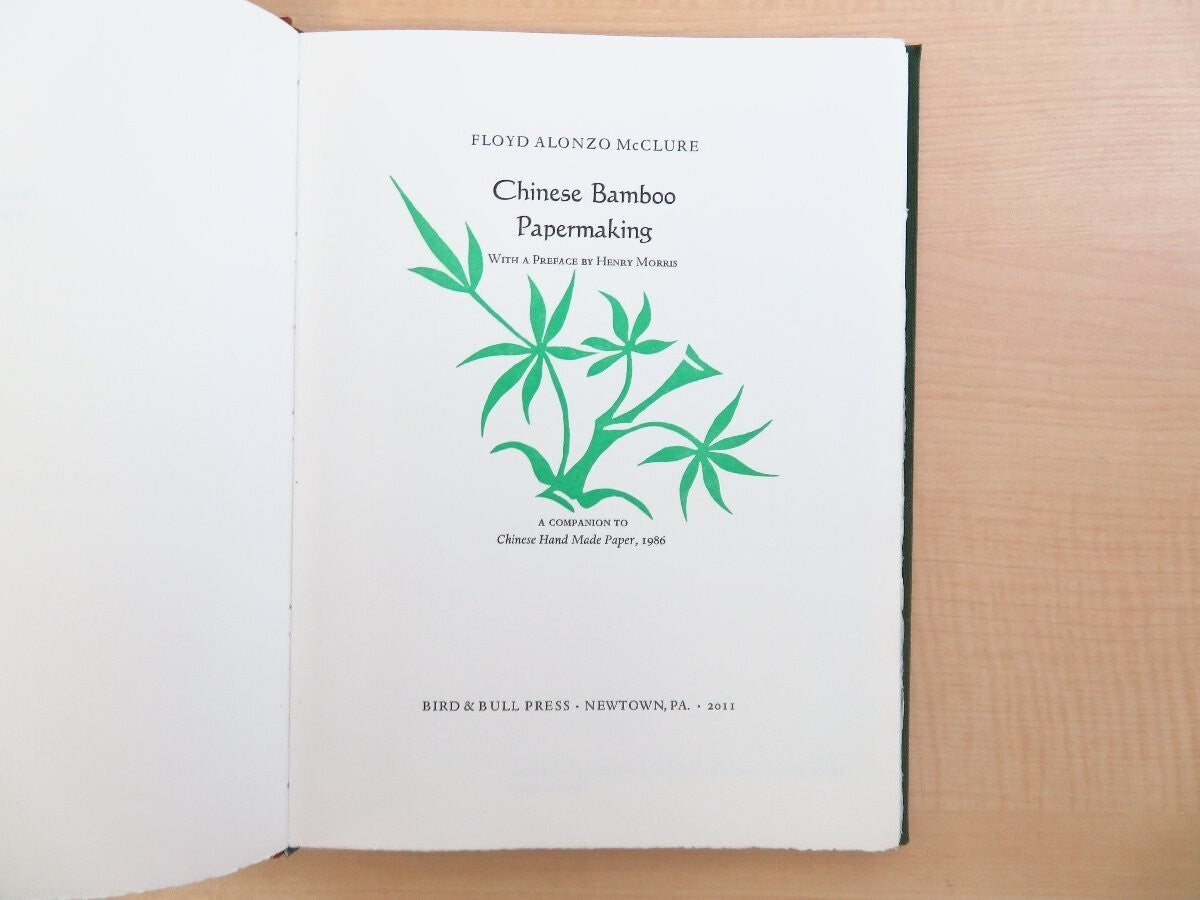 FLOYD ALONZO McCLURE
Chinese Bamboo
Papermaking
WITH A PREFACE BY HENRY MORRIS
A COMPANION TO
Chinese Hand Made Paper, 1986
BIRD & BULL PRESS · NEWTOWN, PA. · 2011